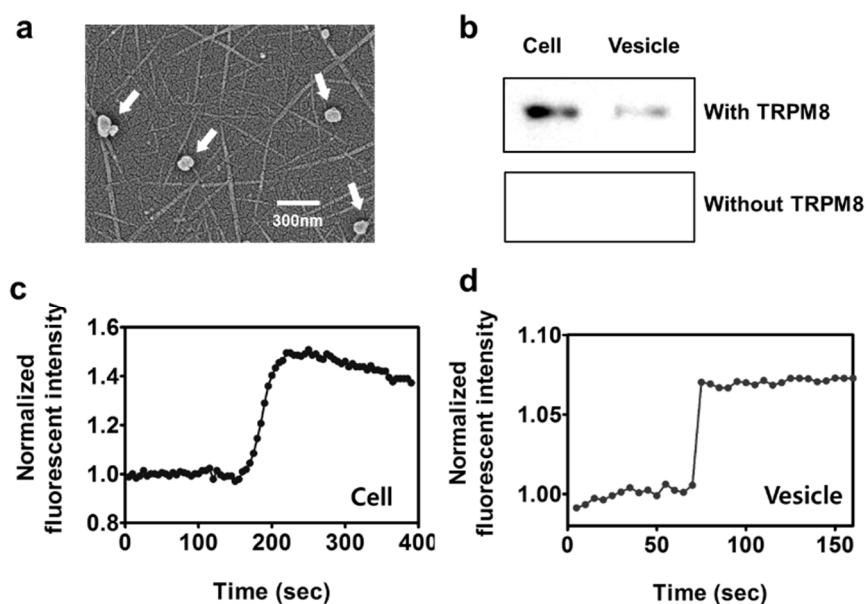 a
300nm
b
Cell Vesicle
With TRPM8
Without TRPM8
c
Normalized
fluorescent intensity
1.6
1.4
1.2
1.0
0.8
0 100 200 300 400
Time (sec)
Cell
d
Normalized
fluorescent intensity
1.10
1.05
1.00
0 50 100 150
Time (sec)
Vesicle